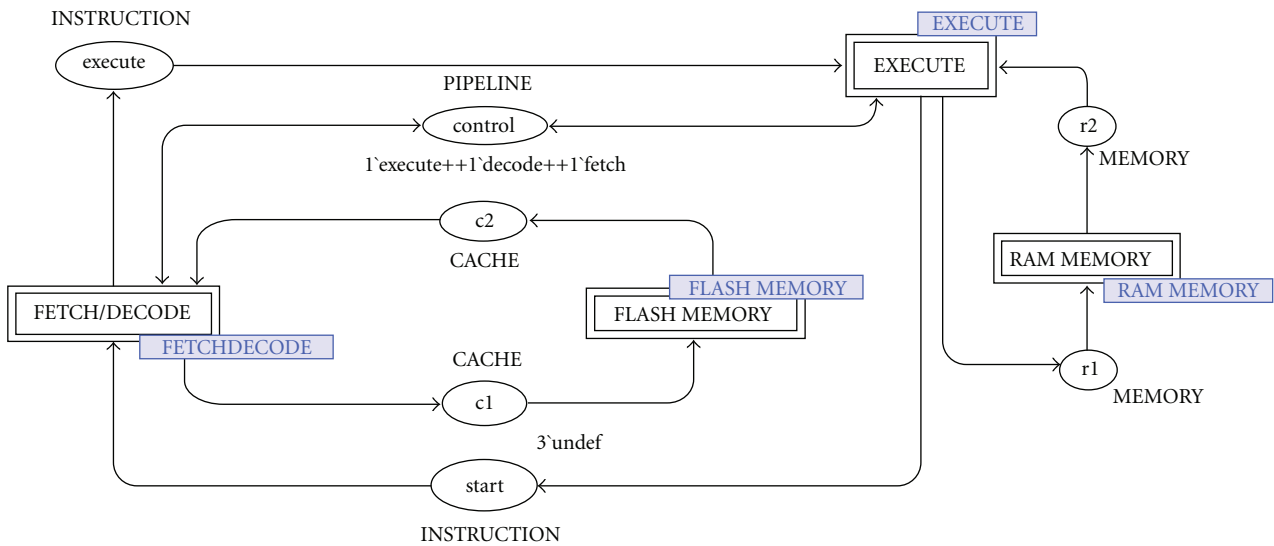 INSTRUCTION
execute
EXECUTE
EXECUTE
PIPELINE
control
1`execute++1`decode++1`fetch
r2
MEMORY
c2
CACHE
RAM MEMORY
RAM MEMORY
FLASH MEMORY
FLASH MEMORY
FETCH/DECODE
FETCHDECODE
CACHE
c1
r1
MEMORY
3`undef
start
INSTRUCTION